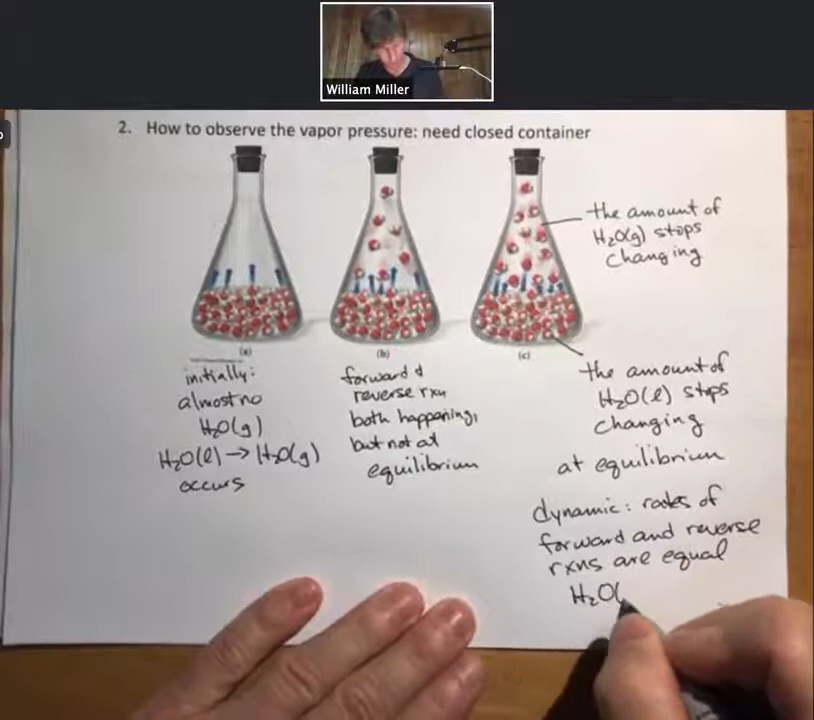 William Miller
2. How to observe the vapor pressure: need closed container
the amount of
H₂O(g) stops
changing
(a)
(b)
(c)
initially:
almost no
H₂O(g)
H₂O(l) → H₂O(g)
occurs
forward &
reverse rxn
both happening,
but not at
equilibrium
the amount of
H₂O(l) stops
changing
at equilibrium
dynamic: rates of
forward and reverse
rxns are equal
H₂O(